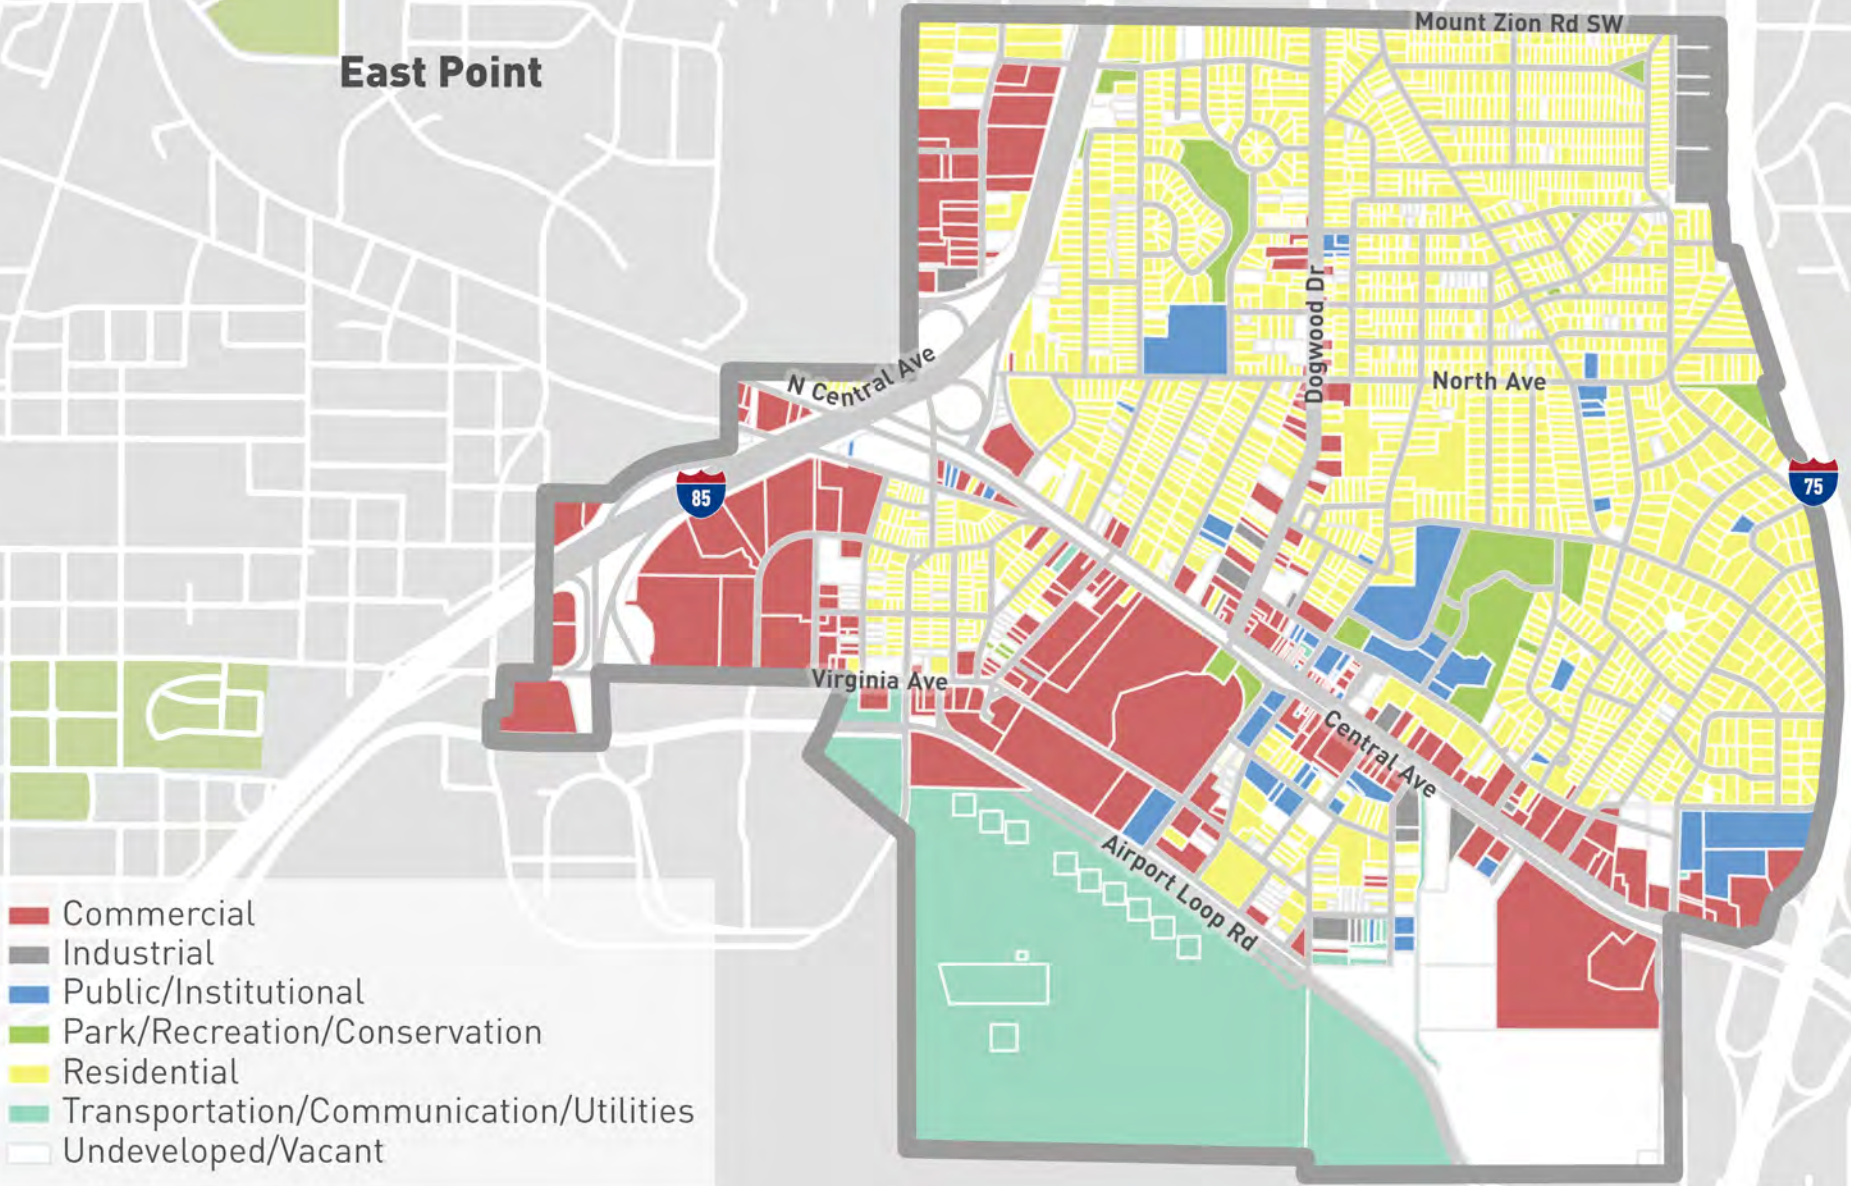 Mount Zion Rd SW
East Point
Dogwood Dr
N Central Ave
North Ave
85
75
Virginia Ave
Central Ave
Airport Loop Rd
Commercial
Industrial
Public/Institutional
Park/Recreation/Conservation
Residential
Transportation/Communication/Utilities
Undeveloped/Vacant